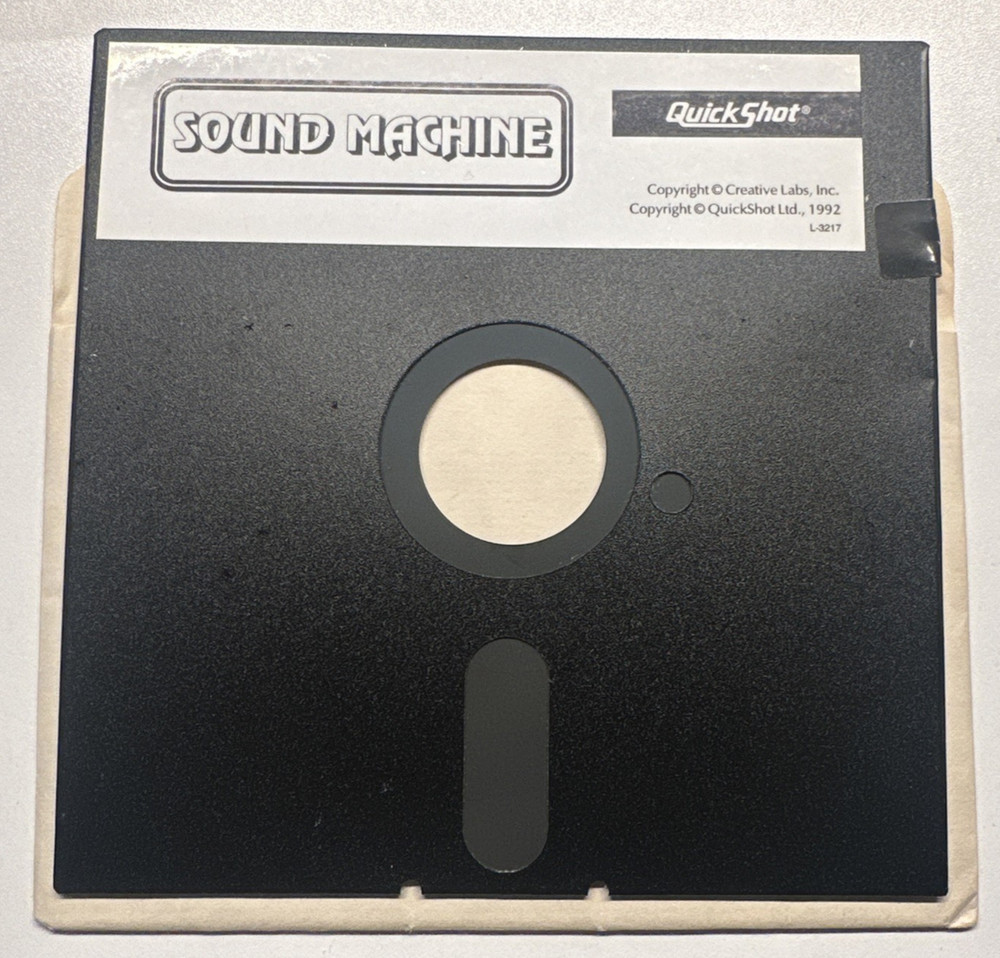 SOUND MACHINE
QuickShot®
Copyright © Creative Labs, Inc.
Copyright © QuickShot Ltd., 1992
L-3217